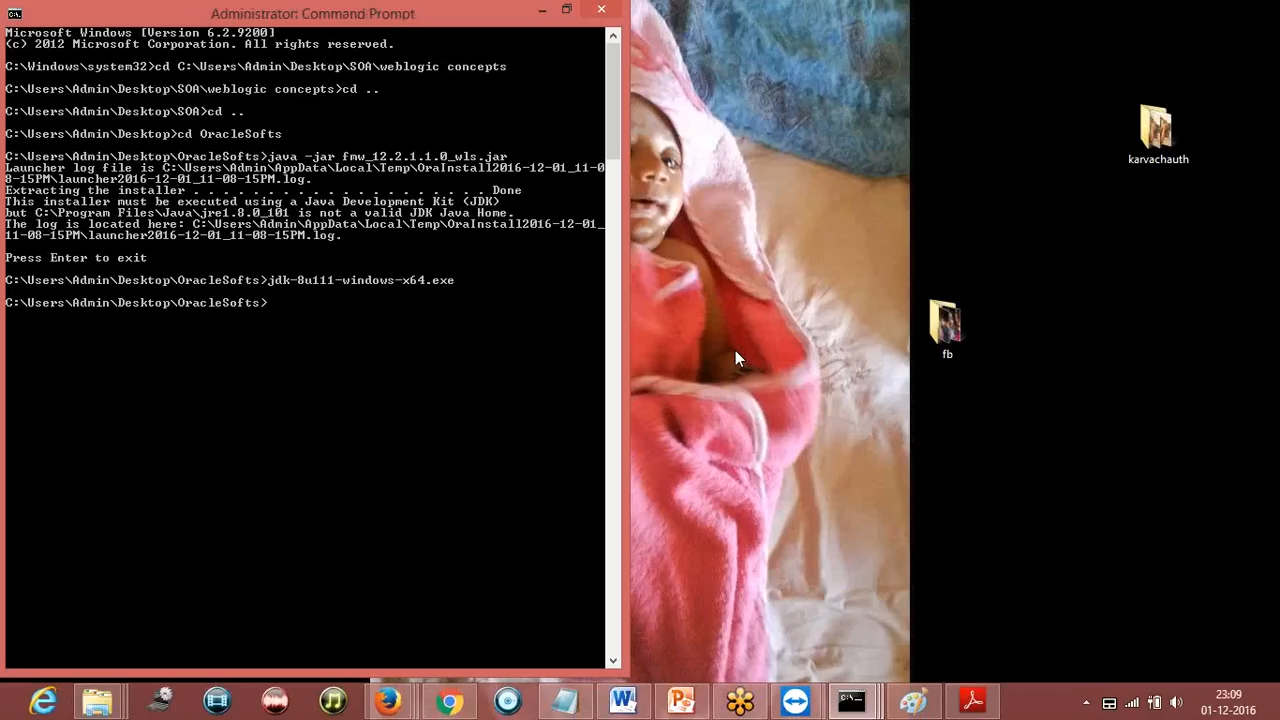 Administrator: Command Prompt
Microsoft Windows [Version 6.2.9200]
(c) 2012 Microsoft Corporation. All rights reserved.
C:\Windows\system32>cd C:\Users\Admin\Desktop\SOA\weblogic concepts
C:\Users\Admin\Desktop\SOA\weblogic concepts>cd ..
C:\Users\Admin\Desktop\SOA>cd ..
C:\Users\Admin\Desktop>cd OracleSofts
C:\Users\Admin\Desktop\OracleSofts>java -jar fmw_12.2.1.1.0_wls.jar
Launcher log file is C:\Users\Admin\AppData\Local\Temp\OraInstall2016-12-01_11-0
8-15PM\launcher2016-12-01_11-08-15PM.log.
Extracting the installer . . . . . . . . . . . . . . Done
This installer must be executed using a Java Development Kit (JDK)
but C:\Program Files\Java\jre1.8.0_101 is not a valid JDK Java Home.
The log is located here: C:\Users\Admin\AppData\Local\Temp\OraInstall2016-12-01_
11-08-15PM\launcher2016-12-01_11-08-15PM.log.
Press Enter to exit
C:\Users\Admin\Desktop\OracleSofts>jdk-8u111-windows-x64.exe
C:\Users\Admin\Desktop\OracleSofts>
karvachauth
fb
23:09
01-12-2016